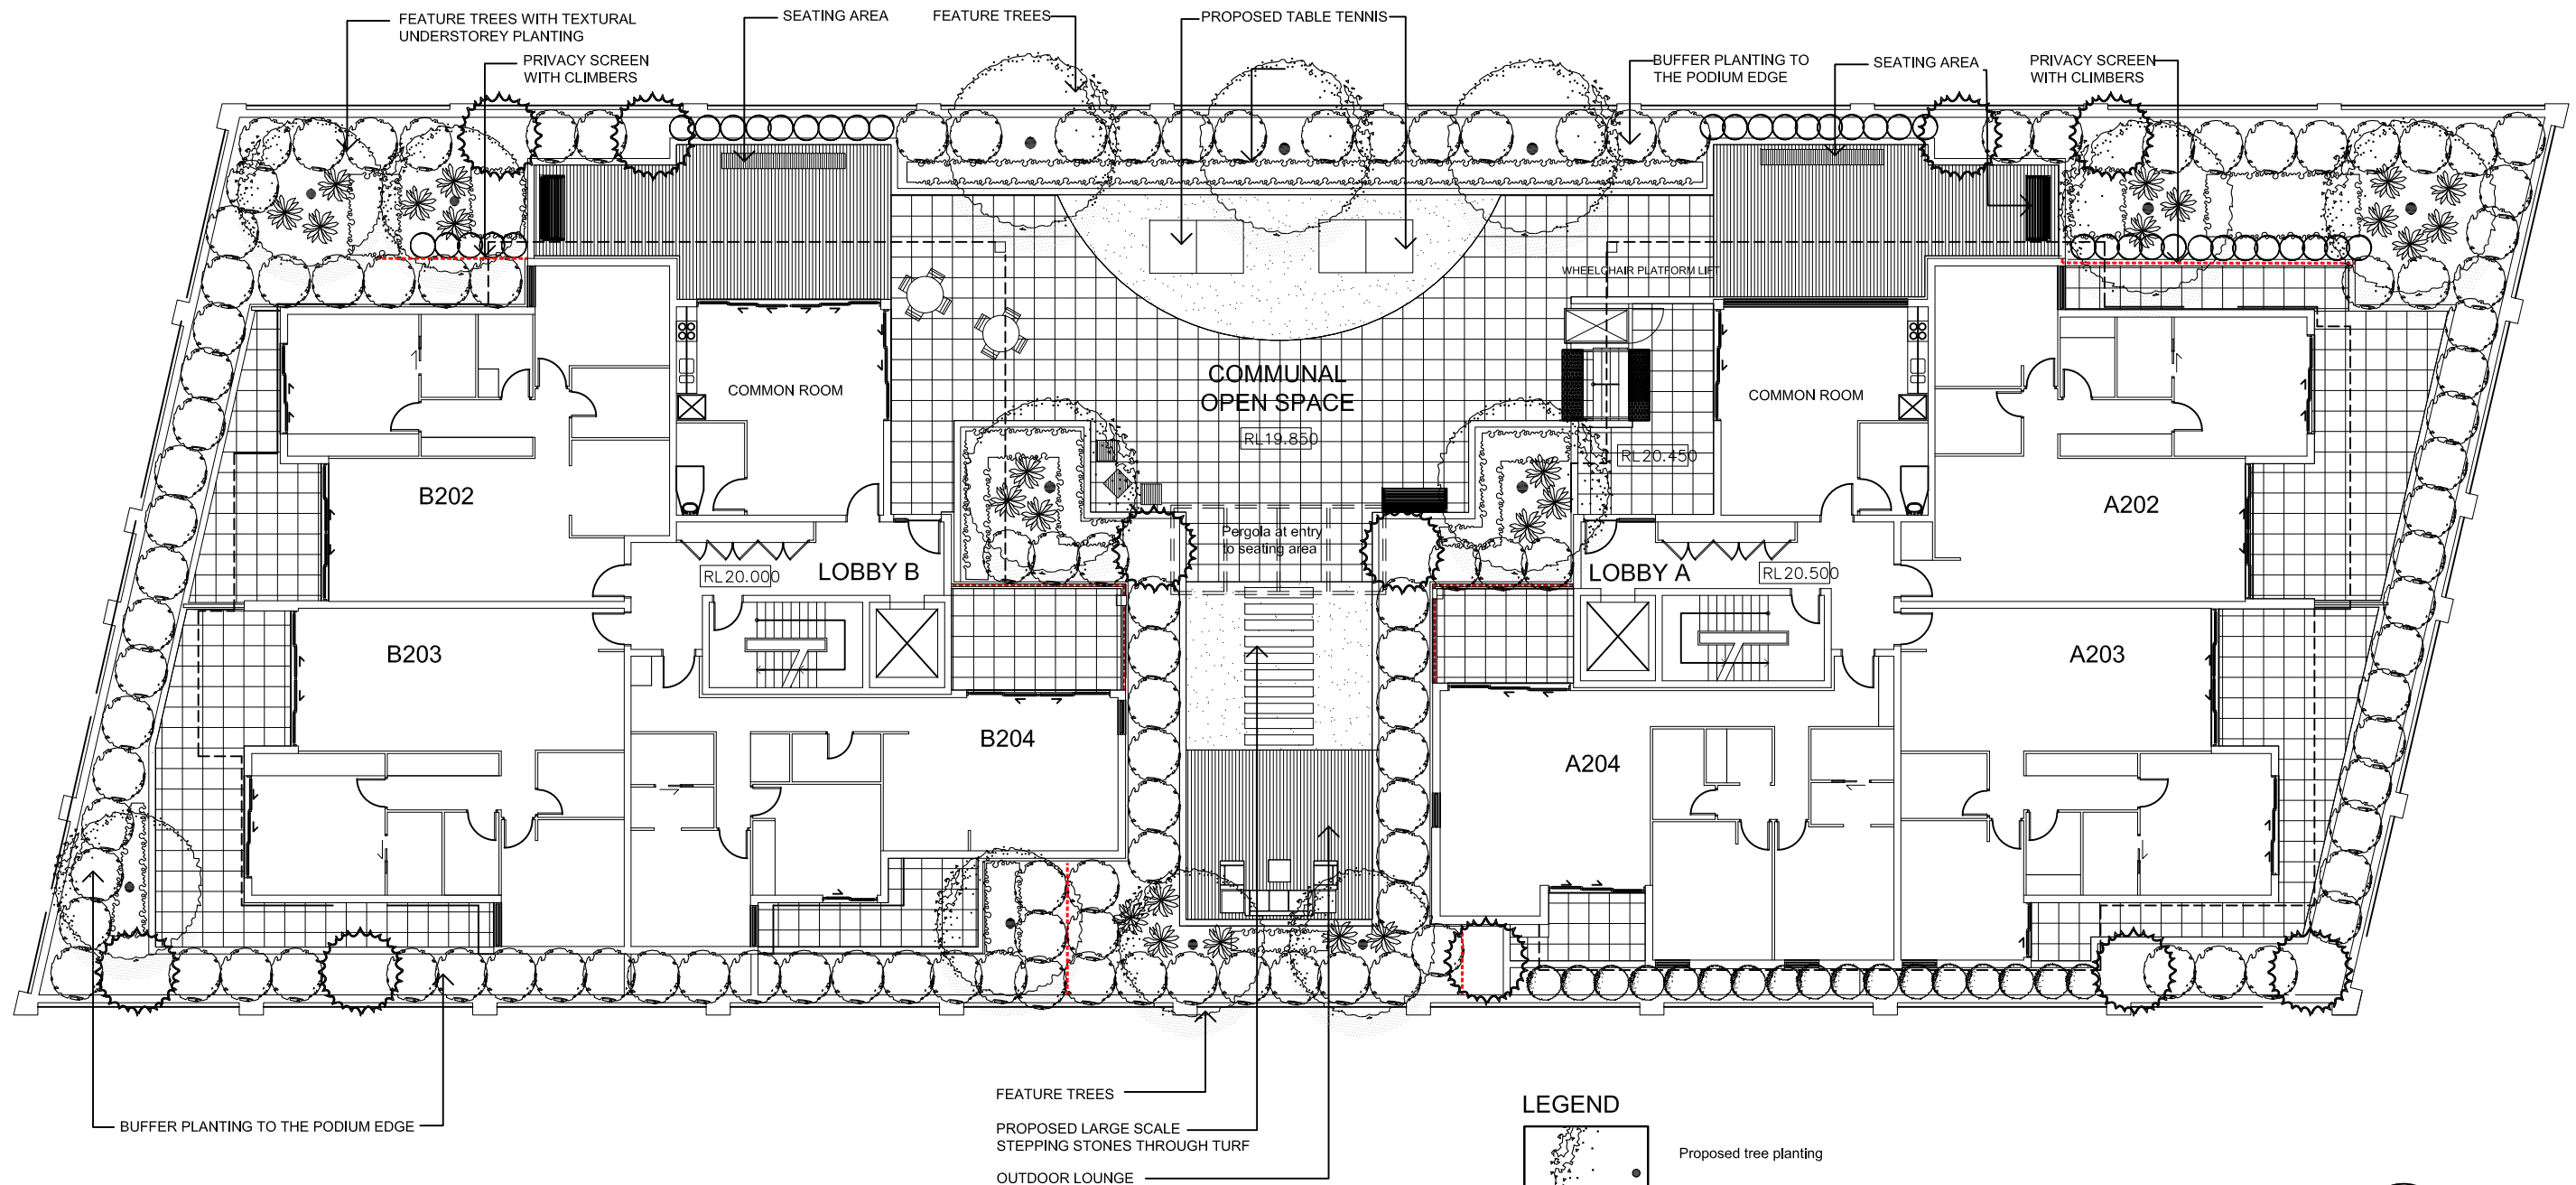 FEATURE TREES WITH TEXTURAL
UNDERSTOREY PLANTING
SEATING AREA
FEATURE TREES
PROPOSED TABLE TENNIS
PRIVACY SCREEN
WITH CLIMBERS
BUFFER PLANTING TO
THE PODIUM EDGE
SEATING AREA
PRIVACY SCREEN
WITH CLIMBERS
WHEELCHAIR PLATFORM LIFT
COMMON ROOM
COMMUNAL
OPEN SPACE
COMMON ROOM
RL19.850
RL20.450
B202
A202
Pergola at entry
to seating area
RL20.000
LOBBY B
LOBBY A
RL20.500
B203
A203
B204
A204
FEATURE TREES
LEGEND
BUFFER PLANTING TO THE PODIUM EDGE
PROPOSED LARGE SCALE
STEPPING STONES THROUGH TURF
Proposed tree planting
OUTDOOR LOUNGE